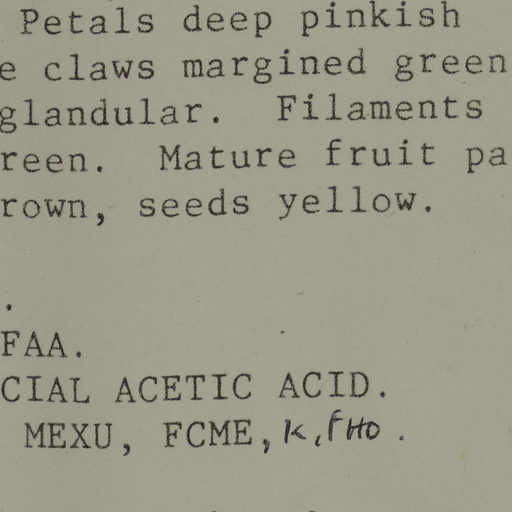 Petals deep pinkish
e claws margined green
glandular. Filaments
reen. Mature fruit pa
rown, seeds yellow.
.
FAA.
CIAL ACETIC ACID.
MEXU, FCME, K, fHO.